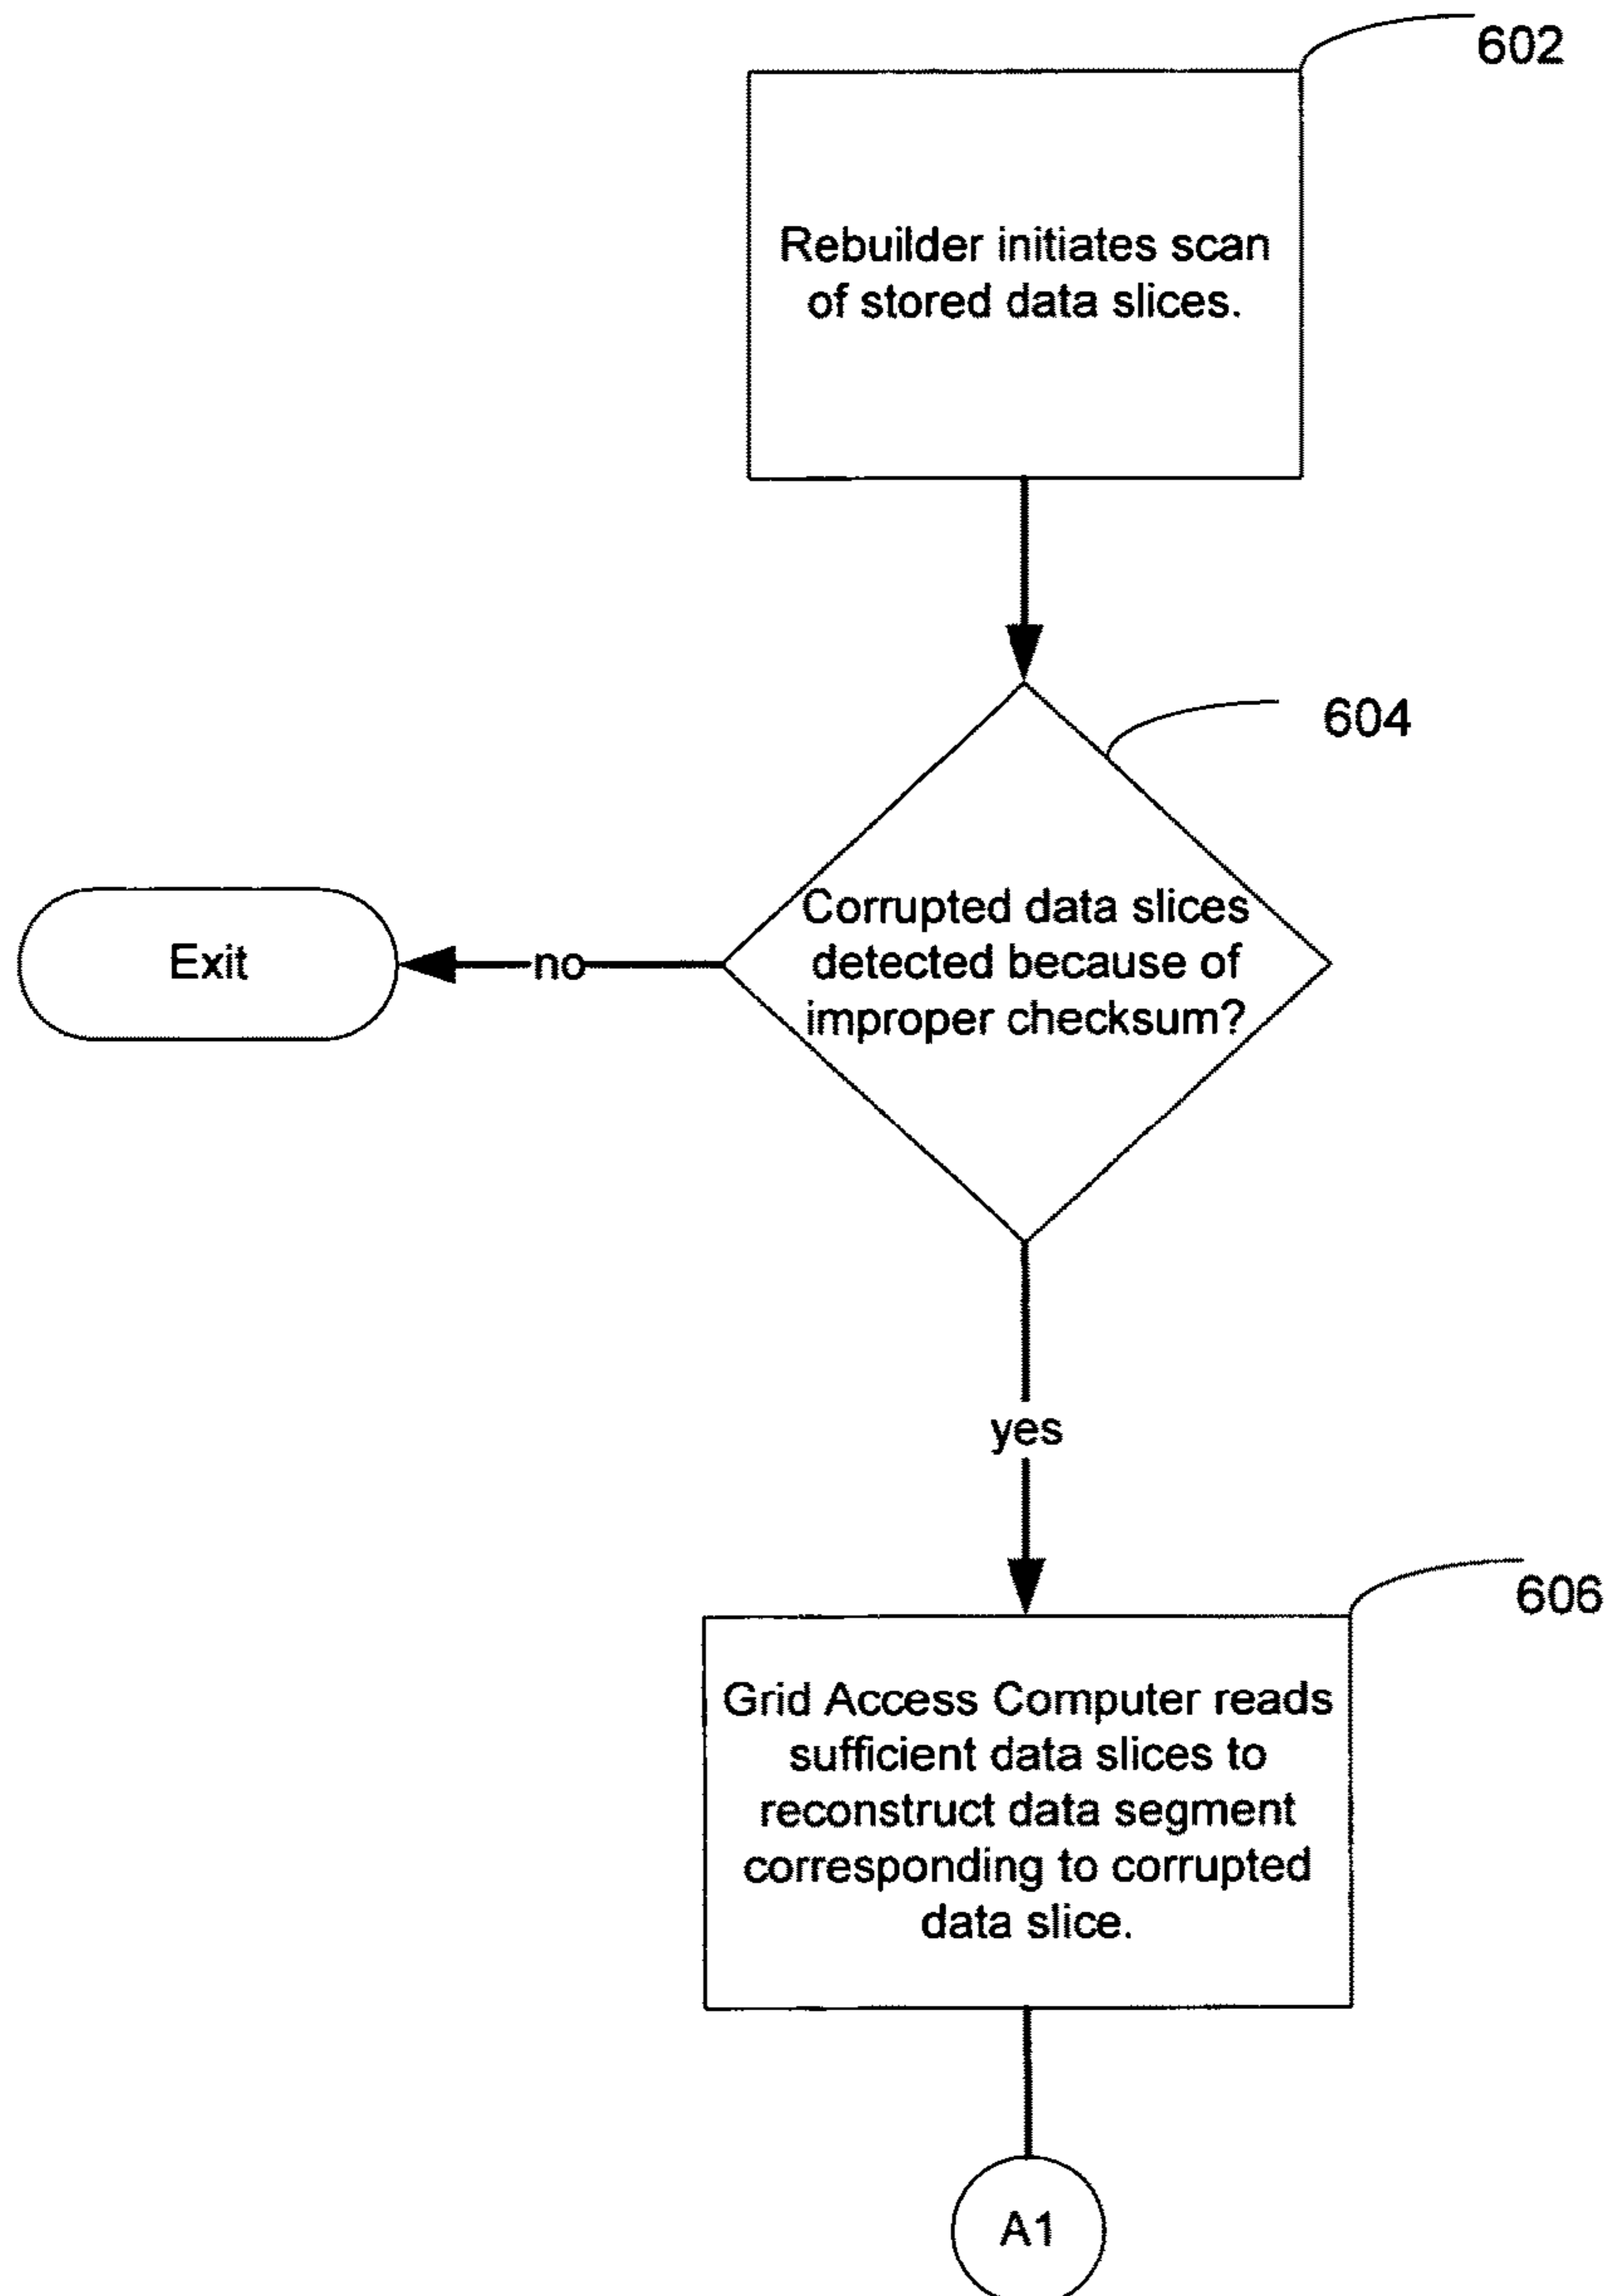 602
Rebuilder initiates scan
of stored data slices.
604
Corrupted data slices
detected because of
improper checksum?
no
Exit
yes
606
Grid Access Computer reads
sufficient data slices to
reconstruct data segment
corresponding to corrupted
data slice.
A1